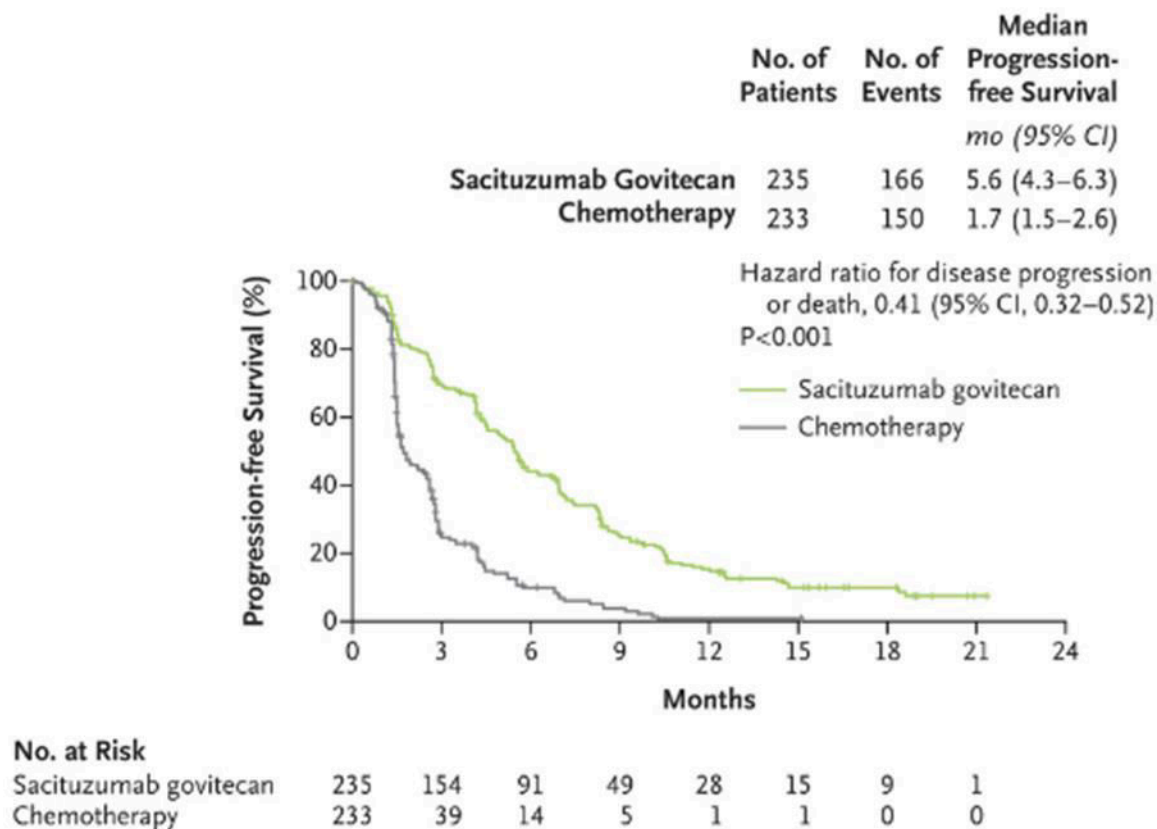 Median
No. of No. of Progression-
Patients Events free Survival
mo (95% CI)
Sacituzumab Govitecan 235 166 5.6 (4.3–6.3)
Chemotherapy 233 150 1.7 (1.5–2.6)
Hazard ratio for disease progression
or death, 0.41 (95% CI, 0.32–0.52)
P<0.001
Sacituzumab govitecan
Chemotherapy
Progression-free Survival (%)
100
80
60
40
20
0
0 3 6 9 12 15 18 21 24
Months
No. at Risk
Sacituzumab govitecan 235 154 91 49 28 15 9 1
Chemotherapy 233 39 14 5 1 1 0 0